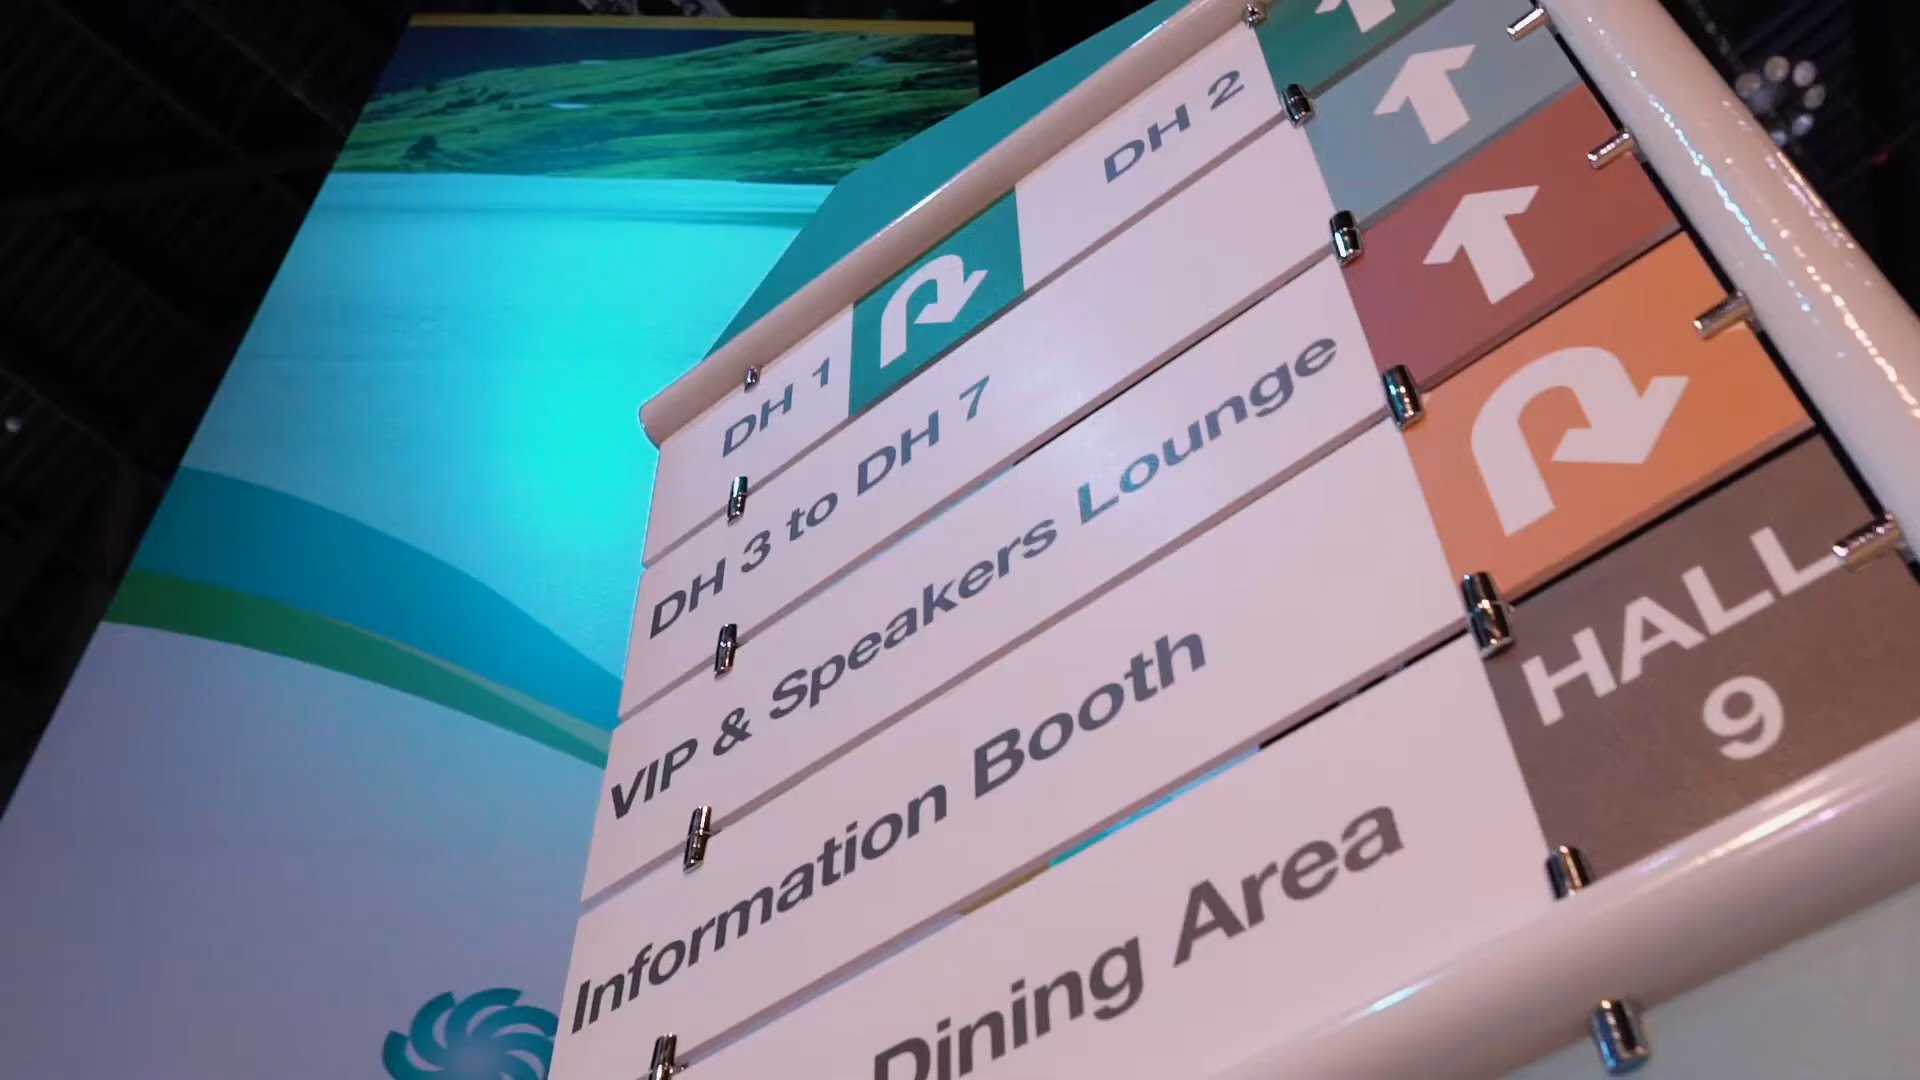 DH 1 DH 2
DH 3 to DH 7
VIP & Speakers Lounge
Information Booth
Dining Area HALL
9